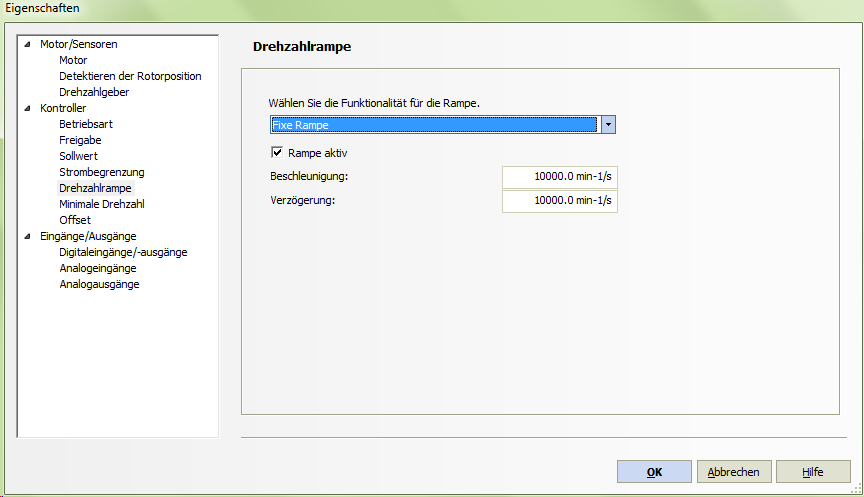 Eigenschaften
Motor/Sensoren
Motor
Detektieren der Rotorposition
Drehzahlgeber
Kontroller
Betriebsart
Freigabe
Sollwert
Strombegrenzung
Drehzahlrampe
Minimale Drehzahl
Offset
Eingänge/Ausgänge
Digitaleingänge/-ausgänge
Analogeingänge
Analogausgänge
Drehzahlrampe
Wählen Sie die Funktionalität für die Rampe.
Fixe Rampe
Rampe aktiv
Beschleunigung: 10000.0 min-1/s
Verzögerung: 10000.0 min-1/s
OK Abbrechen Hilfe